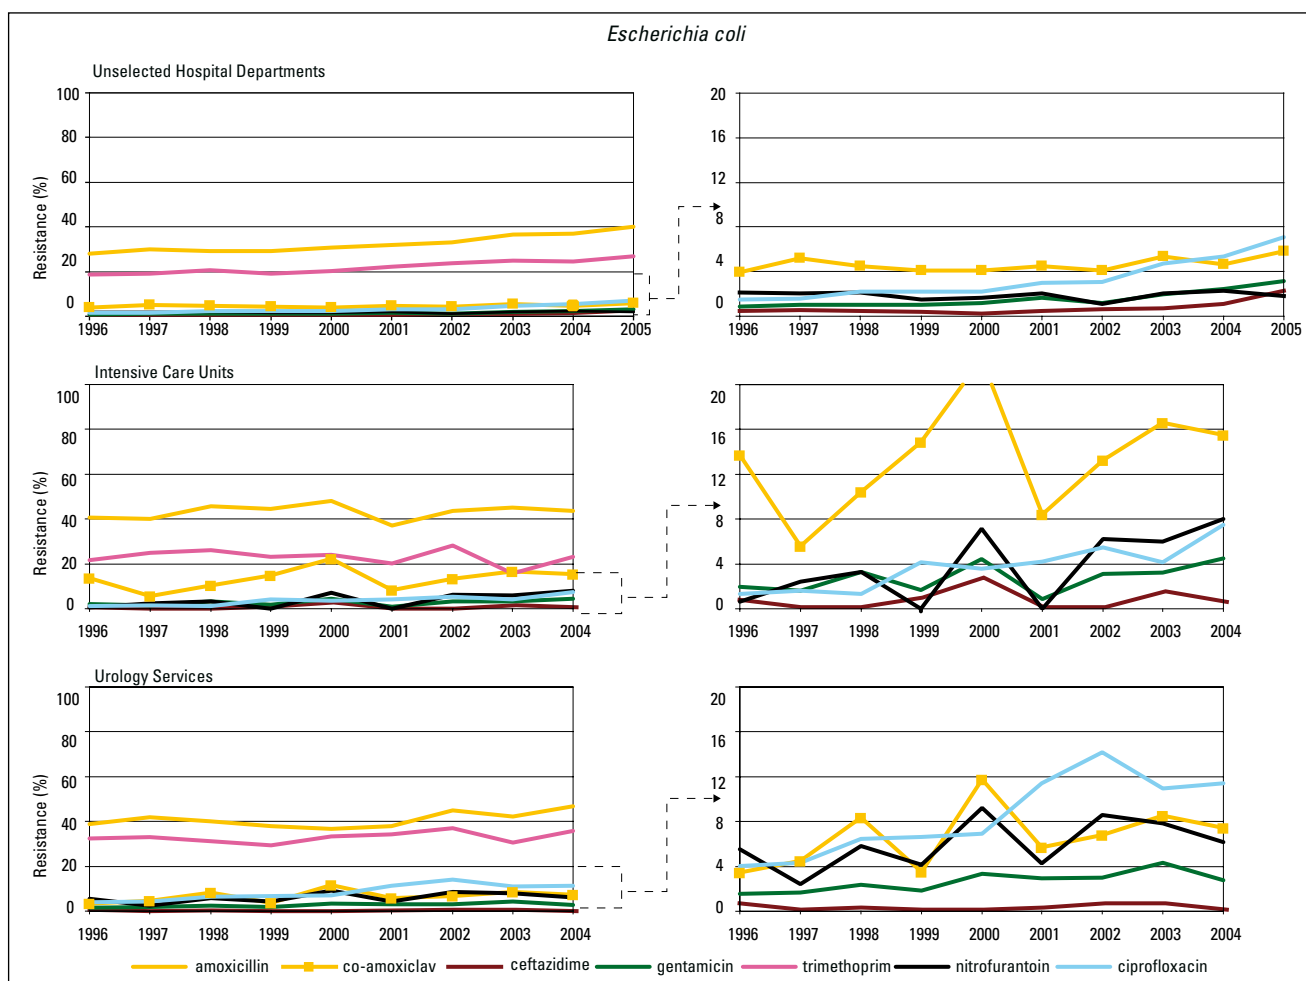 Escherichia coli
Unselected Hospital Departments
Resistance (%)
100
80
60
40
20
0
1996 1997 1998 1999 2000 2001 2002 2003 2004 2005
20
16
12
8
4
0
1996 1997 1998 1999 2000 2001 2002 2003 2004 2005
Intensive Care Units
Resistance (%)
100
80
60
40
20
0
1996 1997 1998 1999 2000 2001 2002 2003 2004
20
16
12
8
4
0
1996 1997 1998 1999 2000 2001 2002 2003 2004
Urology Services
Resistance (%)
100
80
60
40
20
0
1996 1997 1998 1999 2000 2001 2002 2003 2004
20
16
12
8
4
0
1996 1997 1998 1999 2000 2001 2002 2003 2004
amoxicillin co-amoxiclav ceftazidime gentamicin trimethoprim nitrofurantoin ciprofloxacin